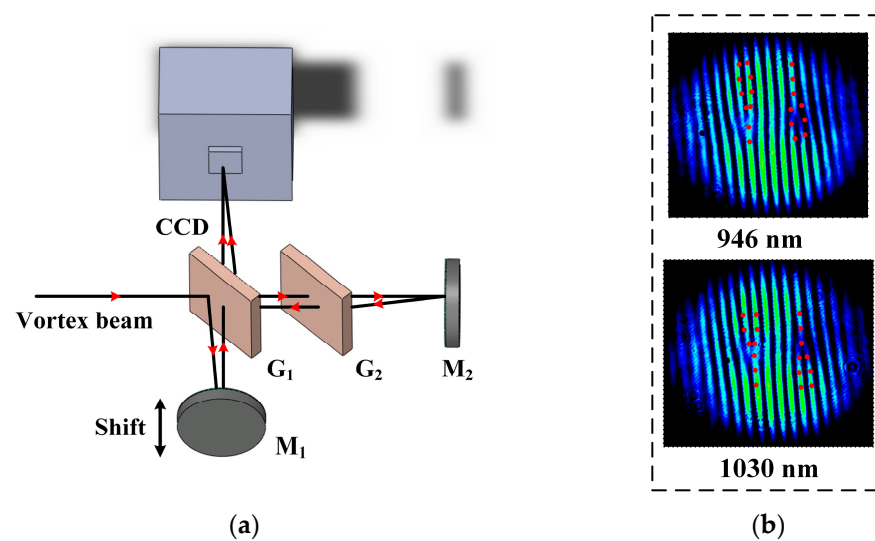 CCD
Vortex beam
G₁
G₂
M₂
Shift
M₁
(a)
946 nm
1030 nm
(b)